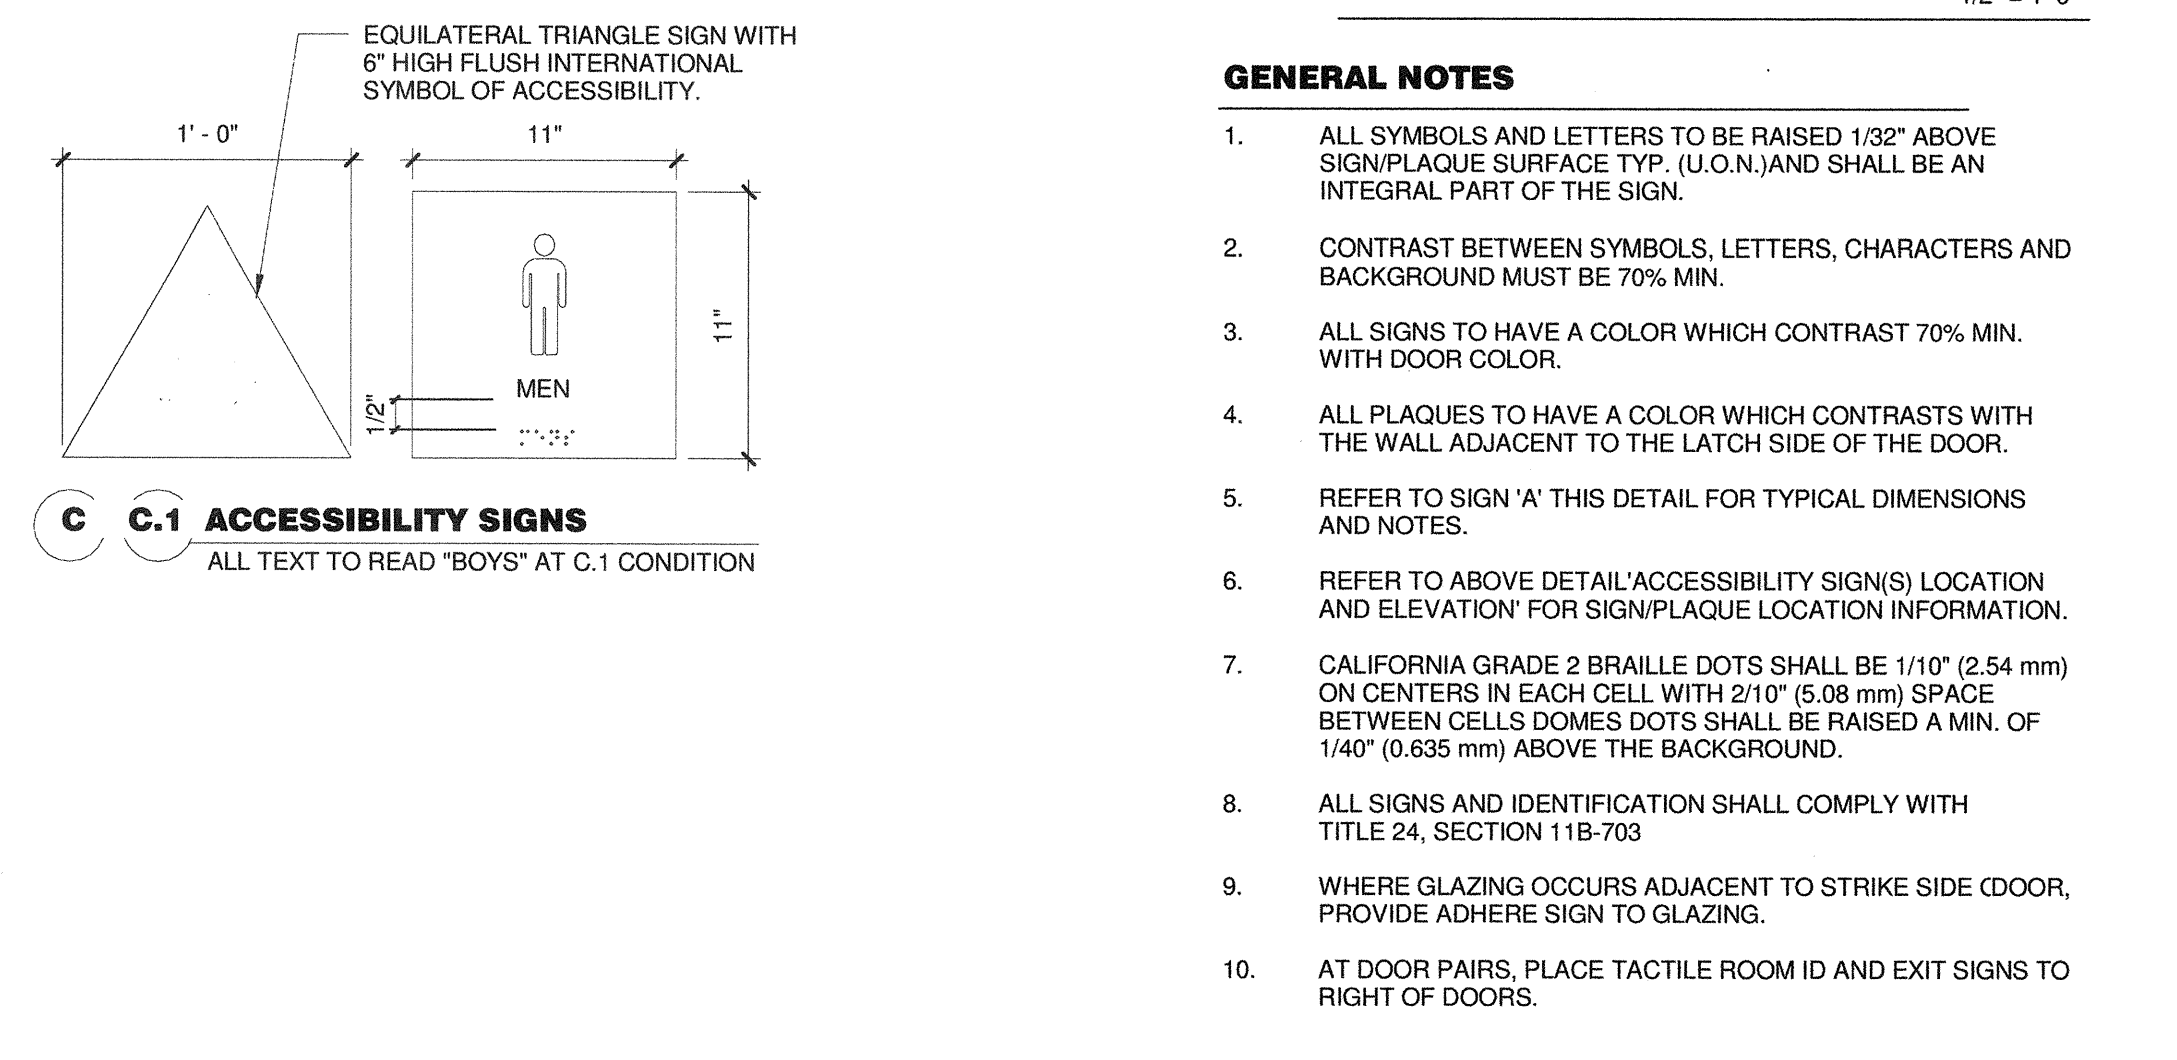 EQUILATERAL TRIANGLE SIGN WITH
6" HIGH FLUSH INTERNATIONAL
SYMBOL OF ACCESSIBILITY.
1' - 0"
11"
11"
MEN
1/2"
C C.1 ACCESSIBILITY SIGNS
ALL TEXT TO READ "BOYS" AT C.1 CONDITION
GENERAL NOTES
1. ALL SYMBOLS AND LETTERS TO BE RAISED 1/32" ABOVE
SIGN/PLAQUE SURFACE TYP. (U.O.N.)AND SHALL BE AN
INTEGRAL PART OF THE SIGN.
2. CONTRAST BETWEEN SYMBOLS, LETTERS, CHARACTERS AND
BACKGROUND MUST BE 70% MIN.
3. ALL SIGNS TO HAVE A COLOR WHICH CONTRAST 70% MIN.
WITH DOOR COLOR.
4. ALL PLAQUES TO HAVE A COLOR WHICH CONTRASTS WITH
THE WALL ADJACENT TO THE LATCH SIDE OF THE DOOR.
5. REFER TO SIGN 'A' THIS DETAIL FOR TYPICAL DIMENSIONS
AND NOTES.
6. REFER TO ABOVE DETAIL'ACCESSIBILITY SIGN(S) LOCATION
AND ELEVATION' FOR SIGN/PLAQUE LOCATION INFORMATION.
7. CALIFORNIA GRADE 2 BRAILLE DOTS SHALL BE 1/10" (2.54 mm)
ON CENTERS IN EACH CELL WITH 2/10" (5.08 mm) SPACE
BETWEEN CELLS DOMES DOTS SHALL BE RAISED A MIN. OF
1/40" (0.635 mm) ABOVE THE BACKGROUND.
8. ALL SIGNS AND IDENTIFICATION SHALL COMPLY WITH
TITLE 24, SECTION 11B-703
9. WHERE GLAZING OCCURS ADJACENT TO STRIKE SIDE CDOOR,
PROVIDE ADHERE SIGN TO GLAZING.
10. AT DOOR PAIRS, PLACE TACTILE ROOM ID AND EXIT SIGNS TO
RIGHT OF DOORS.